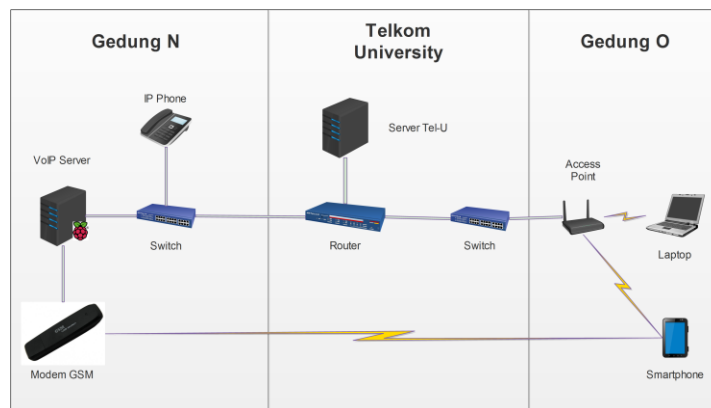 Gedung N
Telkom
University
Gedung O
IP Phone
Server Tel-U
VoIP Server
Access
Point
Switch
Router
Switch
Laptop
Modem GSM
Smartphone